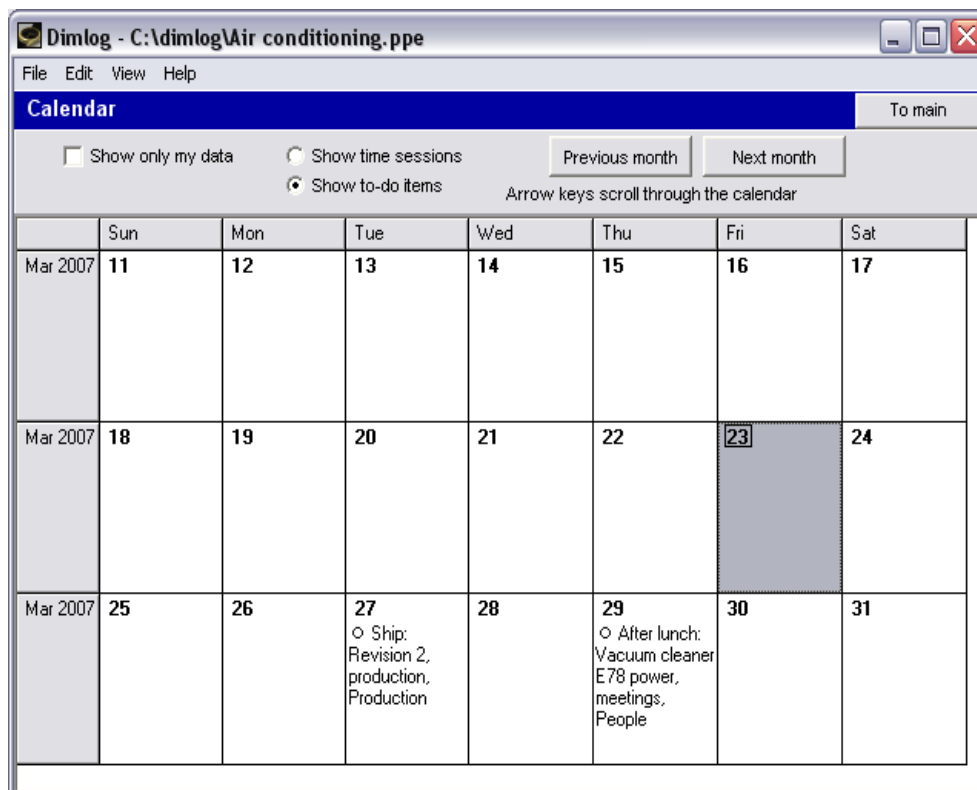 Dimlog - C:\dimlog\Air conditioning.ppe
File Edit View Help
Calendar To main
Show only my data
Show time sessions
Show to-do items
Previous month Next month
Arrow keys scroll through the calendar
Sun Mon Tue Wed Thu Fri Sat
Mar 2007 11 12 13 14 15 16 17
Mar 2007 18 19 20 21 22 23 24
Mar 2007 25 26 27 28 29 30 31
Ship:
Revision 2,
production,
Production
After lunch:
Vacuum cleaner
E78 power,
meetings,
People